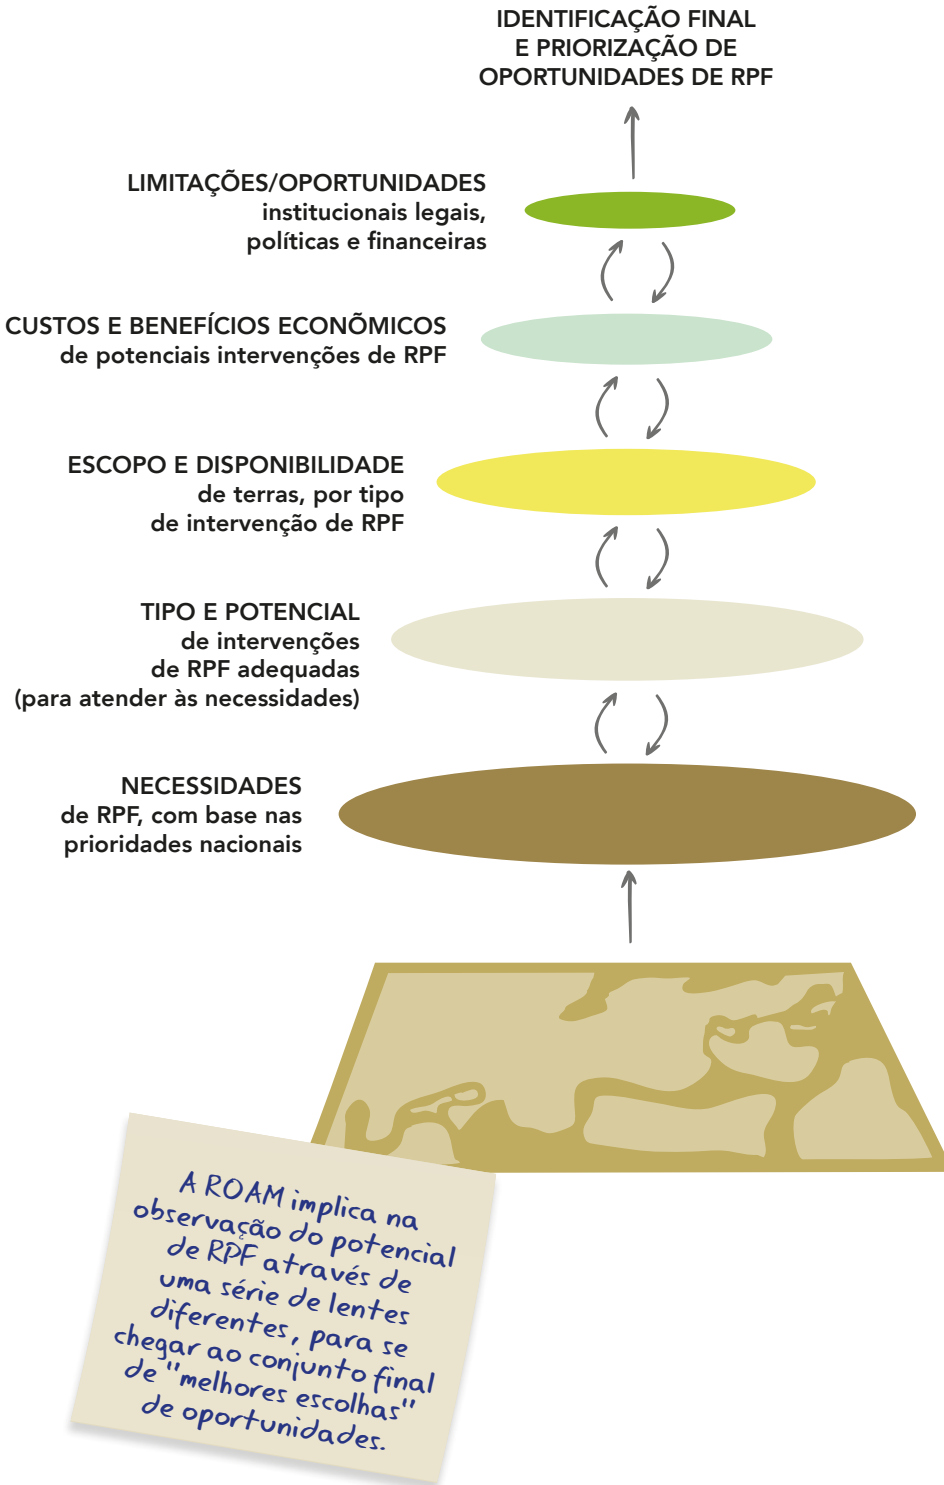 IDENTIFICAÇÃO FINAL
E PRIORIZAÇÃO DE
OPORTUNIDADES DE RPF
LIMITAÇÕES/OPORTUNIDADES
institucionais legais,
políticas e financeiras
CUSTOS E BENEFÍCIOS ECONÕMICOS
de potenciais intervenções de RPF
ESCOPO E DISPONIBILIDADE
de terras, por tipo
de intervenção de RPF
TIPO E POTENCIAL
de intervenções
de RPF adequadas
(para atender às necessidades)
NECESSIDADES
de RPF, com base nas
prioridades nacionais
A ROAM implica na
observação do potencial
de RPF através de
uma série de lentes
diferentes, para se
chegar ao conjunto final
de "melhores escolhas"
de oportunidades.